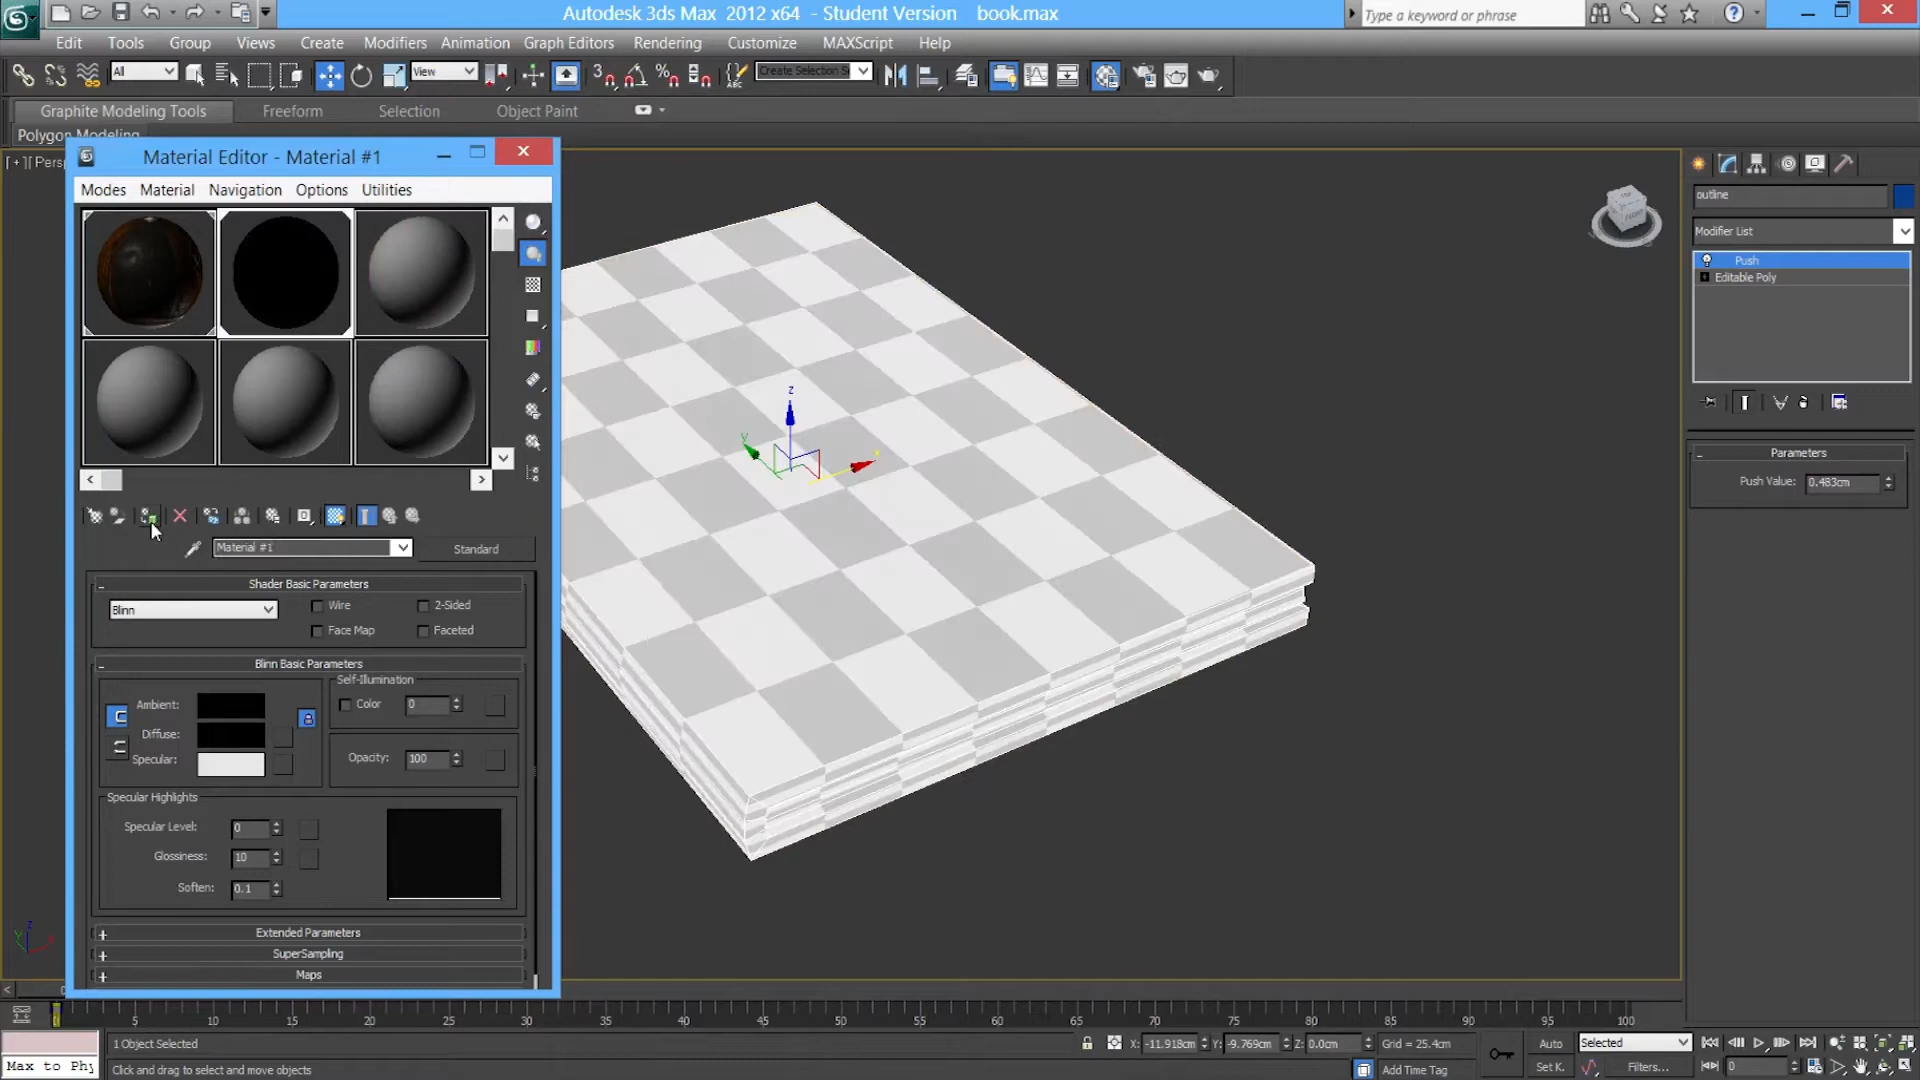 Autodesk 3ds Max 2012 x64 - Student Version book.max
Type a keyword or phrase
Edit Tools Group Views Create Modifiers Animation Graph Editors Rendering Customize MAXScript Help
All View Create Selection S
Graphite Modeling Tools Freeform Selection Object Paint
Polygon Modeling
Material Editor - Material #1
Modes Material Navigation Options Utilities
Material #1 Standard
Shader Basic Parameters
Blinn Wire 2-Sided
Face Map Faceted
Blinn Basic Parameters
Self-Illumination
Ambient: Color 0
Diffuse:
Specular: Opacity: 100
Specular Highlights
Specular Level: 0
Glossiness: 10
Soften: 0.1
Extended Parameters
SuperSampling
Maps
[+][Persp
z
y
x
TOP
FRONT
outline
Modifier List
Push
Editable Poly
Parameters
Push Value: 0.483cm
5 10 15 20 25 30 35 40 45 50 55 60 65 70 75 80 85 90 95 100
1 Object Selected X: -11.918cm Y: -9.769cm Z: 0.0cm Grid = 25.4cm Auto Selected
Max to Phy Click and drag to select and move objects Add Time Tag Set K. Filters... 0